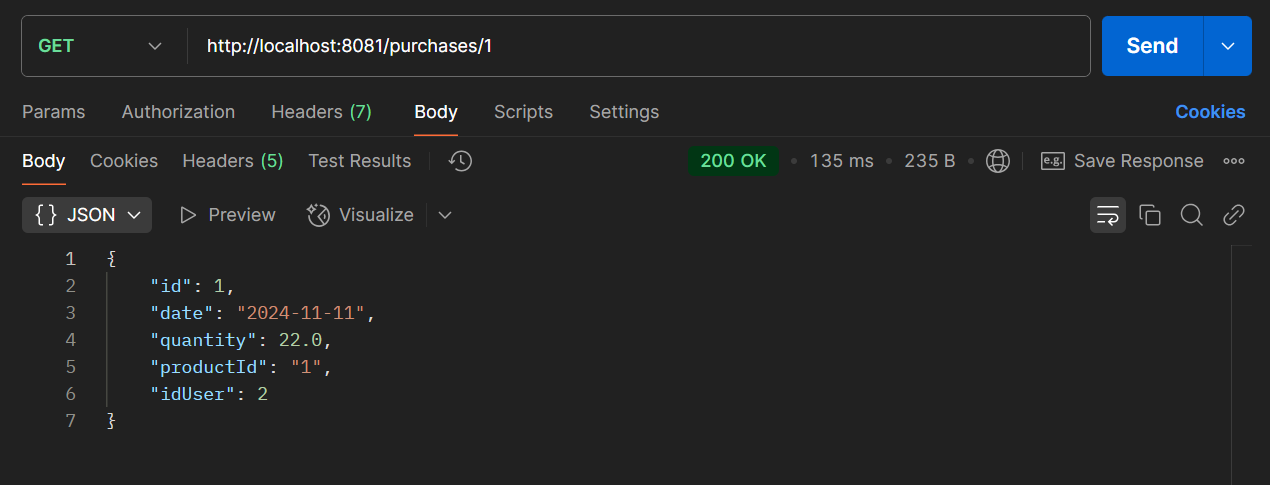 GET http://localhost:8081/purchases/1 Send
Params Authorization Headers (7) Body Scripts Settings Cookies
Body Cookies Headers (5) Test Results 200 OK • 135 ms • 235 B • e.g. Save Response
{} JSON Preview Visualize
1 {
2 "id": 1,
3 "date": "2024-11-11",
4 "quantity": 22.0,
5 "productId": "1",
6 "idUser": 2
7 }